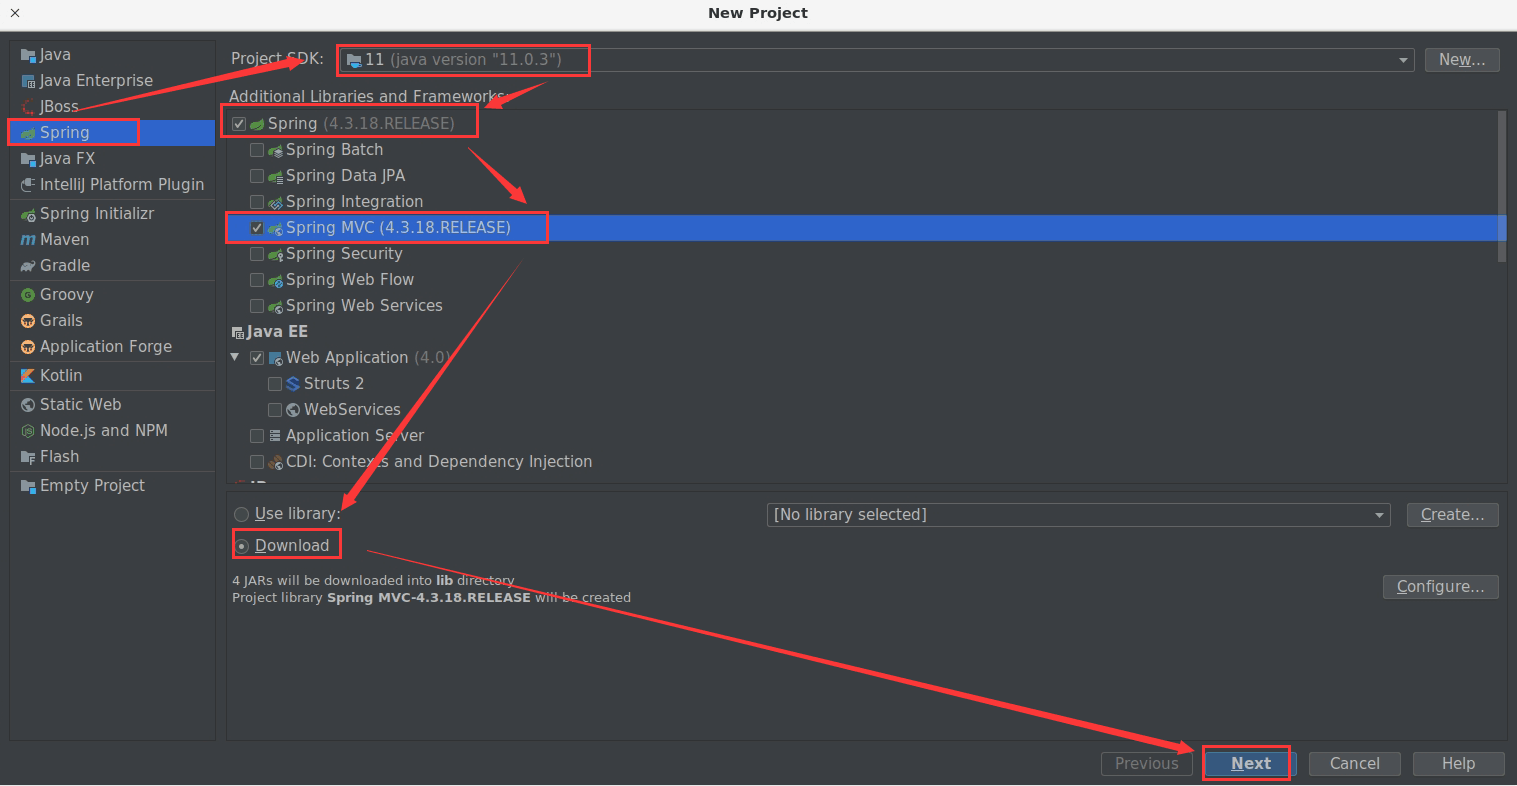 New Project
Java
Java Enterprise
JBoss
Spring
Java FX
IntelliJ Platform Plugin
Spring Initializr
Maven
Gradle
Groovy
Grails
Application Forge
Kotlin
Static Web
Node.js and NPM
Flash
Empty Project
Project SDK: 11 (java version "11.0.3") New...
Additional Libraries and Frameworks:
Spring (4.3.18.RELEASE)
Spring Batch
Spring Data JPA
Spring Integration
Spring MVC (4.3.18.RELEASE)
Spring Security
Spring Web Flow
Spring Web Services
Java EE
Web Application (4.0)
Struts 2
WebServices
Application Server
CDI: Contexts and Dependency Injection
Use library: [No library selected] Create...
Download
4 JARs will be downloaded into lib directory
Project library Spring MVC-4.3.18.RELEASE will be created
Configure...
Previous Next Cancel Help